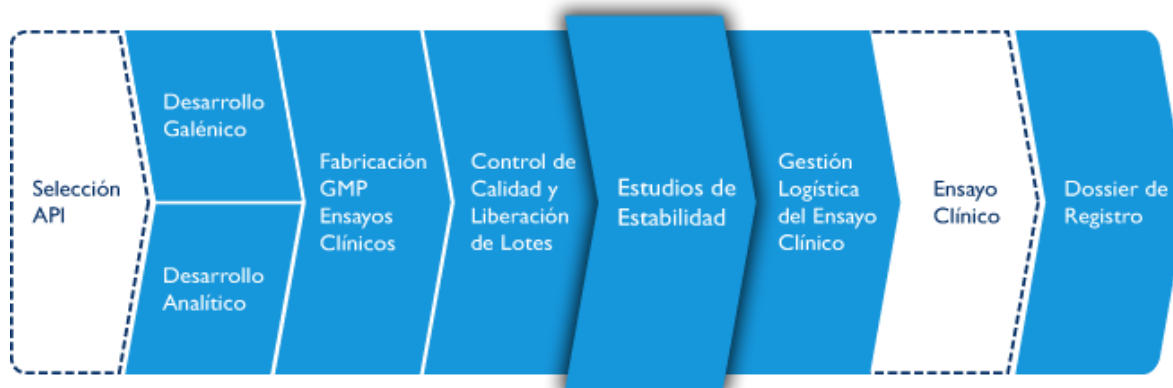 Selección
API
Desarrollo
Galénico
Desarrollo
Analítico
Fabricación
GMP
Ensayos
Clínicos
Control de
Calidad y
Liberación
de Lotes
Estudios de
Estabilidad
Gestión
Logística
del Ensayo
Clínico
Ensayo
Clínico
Dossier de
Registro